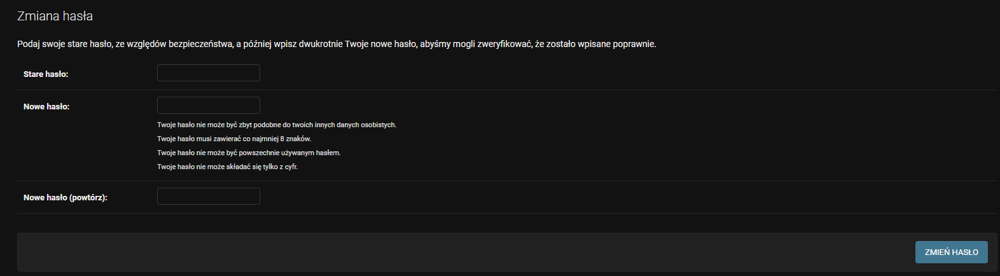 Zmiana hasła
Podaj swoje stare hasło, ze względów bezpieczeństwa, a później wpisz dwukrotnie Twoje nowe hasło, abyśmy mogli zweryfikować, że zostało wpisane poprawnie.
Stare hasło:
Nowe hasło:
Twoje hasło nie może być zbyt podobne do twoich innych danych osobistych.
Twoje hasło musi zawierać co najmniej 8 znaków.
Twoje hasło nie może być powszechnie używanym hasłem.
Twoje hasło nie może składać się tylko z cyfr.
Nowe hasło (powtórz):
ZMIEŃ HASŁO